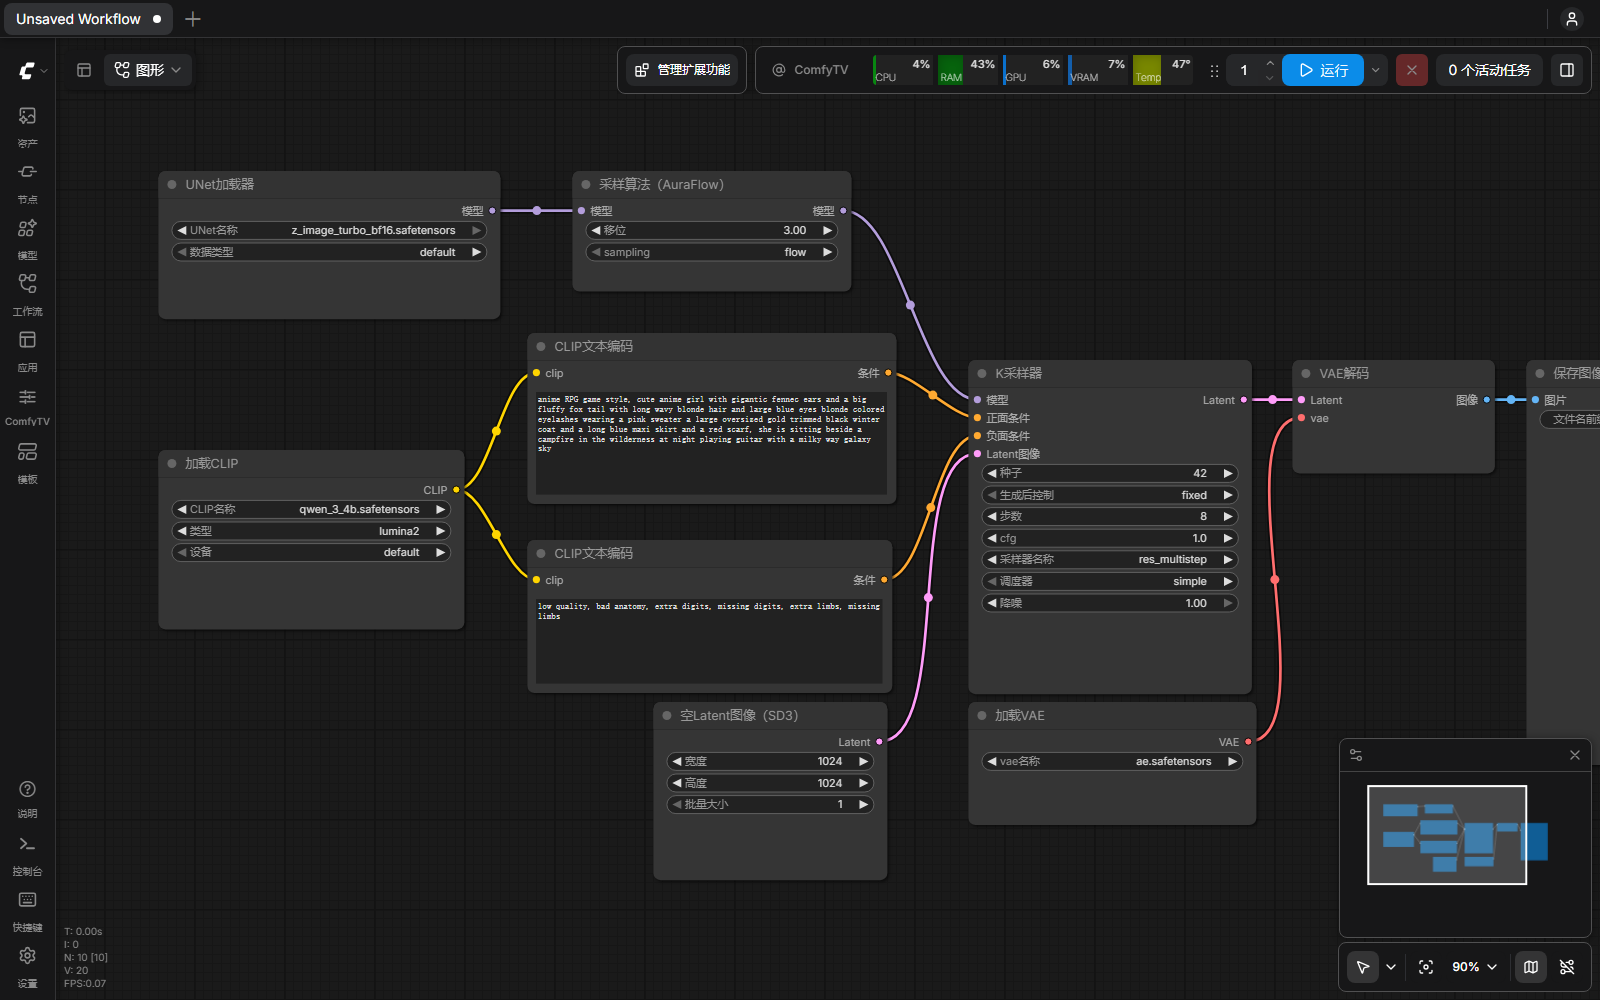 Unsaved Workflow
图形
管理扩展功能
@ ComfyTV
CPU 4%
RAM 43%
GPU 6%
VRAM 7%
Temp 47°
1
运行
0 个活动任务
资产
节点
模型
工作流
应用
ComfyTV
模板
说明
控制台
快捷键
设置
UNet加载器
模型
UNet名称 z_image_turbo_bf16.safetensors
数据类型 default
采样算法（AuraFlow）
模型 模型
移位 3.00
sampling flow
CLIP文本编码
clip 条件
anime RPG game style, cute anime girl with gigantic fennec ears and a big
fluffy fox tail with long wavy blonde hair and large blue eyes blonde colored
eyelashes wearing a pink sweater a large oversized gold trimmed black winter
coat and a long blue maxi skirt and a red scarf, she is sitting beside a
campfire in the wilderness at night playing guitar with a milky way galaxy
sky
加载CLIP
CLIP
CLIP名称 qwen_3_4b.safetensors
类型 lumina2
设备 default
CLIP文本编码
clip 条件
low quality, bad anatomy, extra digits, missing digits, extra limbs, missing
limbs
空Latent图像（SD3）
Latent
宽度 1024
高度 1024
批量大小 1
K采样器
模型 Latent
正面条件
负面条件
Latent图像
种子 42
生成后控制 fixed
步数 8
cfg 1.0
采样器名称 res_multistep
调度器 simple
降噪 1.00
加载VAE
VAE
vae名称 ae.safetensors
VAE解码
Latent 图像
vae
保存图像
图片
文件名前缀
T: 0.00s
I: 0
N: 10 [10]
V: 20
FPS:0.07
90%